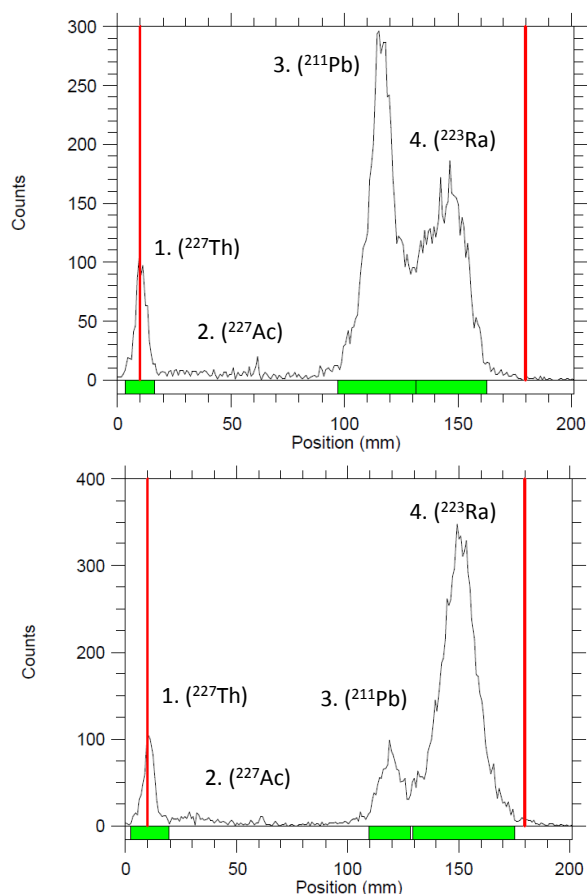 300
250
200
150
100
50
0
Counts
3. (²¹¹Pb)
4. (²²³Ra)
1. (²²⁷Th)
2. (²²⁷Ac)
0 50 100 150 200
Position (mm)
400
300
200
100
0
Counts
4. (²²³Ra)
1. (²²⁷Th)
3. (²¹¹Pb)
2. (²²⁷Ac)
0 50 100 150 200
Position (mm)